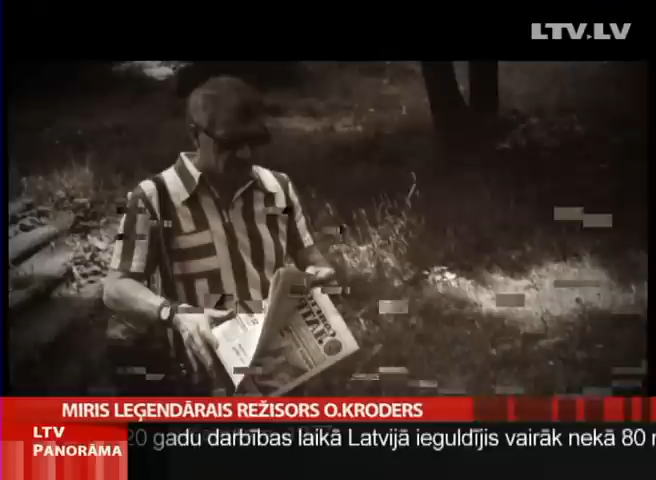 LTV.LV
MIRIS LEĢENDĀRAIS REŽISORS O.KRODERS
LTV
PANORĀMA
20 gadu darbības laikā Latvijā ieguldījis vairāk nekā 80